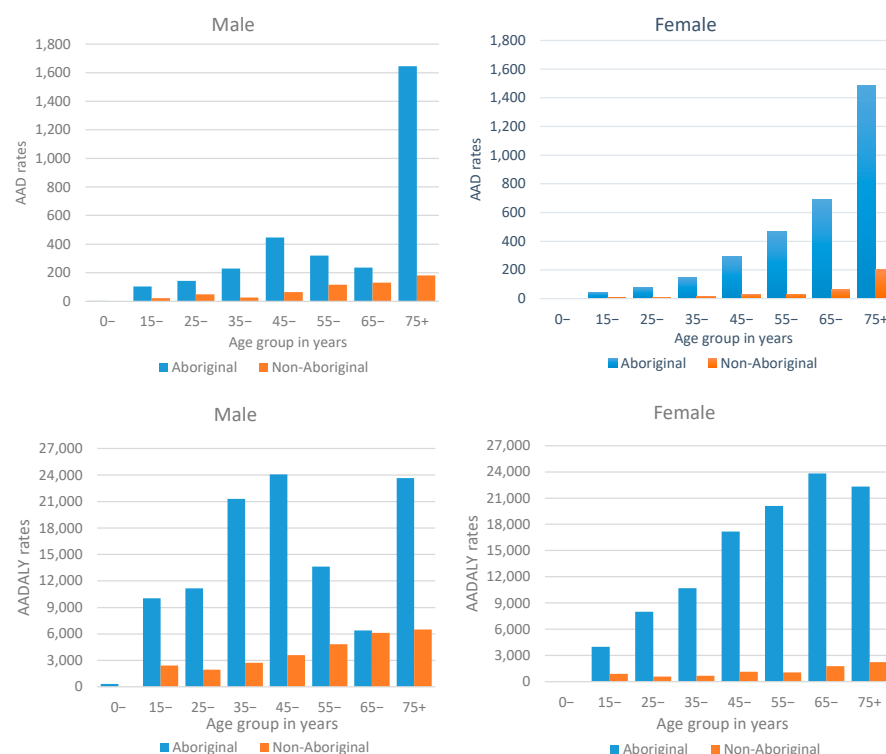 Male
1,800
1,600
1,400
1,200
1,000
800
600
400
200
0
AAD rates
0– 15– 25– 35– 45– 55– 65– 75+
Age group in years
Aboriginal Non-Aboriginal
Female
1,800
1,600
1,400
1,200
1,000
800
600
400
200
0
AAD rates
0– 15– 25– 35– 45– 55– 65– 75+
Age group in years
Aboriginal Non-Aboriginal
Male
27,000
24,000
21,000
18,000
15,000
12,000
9,000
6,000
3,000
0
AADALY rates
0– 15– 25– 35– 45– 55– 65– 75+
Age group in years
Aboriginal Non-Aboriginal
Female
27,000
24,000
21,000
18,000
15,000
12,000
9,000
6,000
3,000
0
AADALY rates
0– 15– 25– 35– 45– 55– 65– 75+
Age group in years
Aboriginal Non-Aboriginal